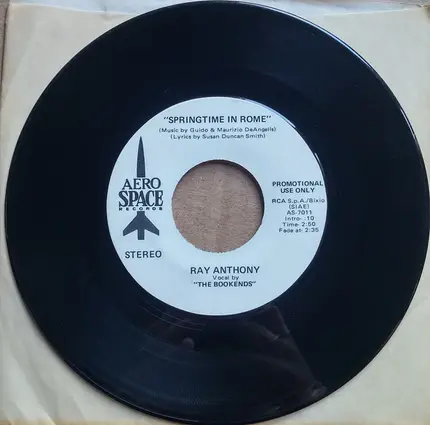 "SPRINGTIME IN ROME"
(Music by Guido & Maurizio DeAngelis)
(Lyrics by Susan Duncan Smith)
AERO
SPACE
RECORDS
STEREO
PROMOTIONAL
USE ONLY
RCA S.p.A./Bixio
(SIAE)
AS-7011
Intro: :10
Time: 2:50
Fade at: 2:35
RAY ANTHONY
Vocal by
"THE BOOKENDS"